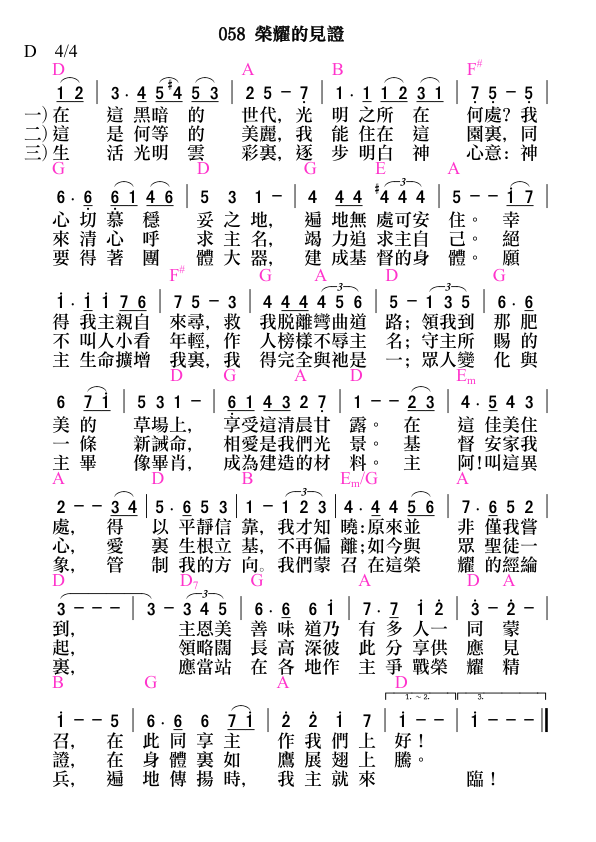 058 榮耀的見證
D 4/4
D A B F#
1 2 | 3 · 4 5 #4 5 3 | 2 5 - 7 | 1 · 1 1 2 3 1 | 7 5 - 5 |
一) 在 這 黑暗 的 世代, 光 明 之所 在 何處? 我
二) 這 是 何等 的 美麗, 我 能 住在 這 園裏, 同
三) 生 活 光明 雲 彩裏, 逐 步 明白 神 心意: 神
G D G E A
6 · 6 6 1 4 6 | 5 3 1 - | 4 4 4 #4 4 4 | 5 - - 1 7 |
心 切 慕 穩 妥 之 地, 遍 地無 處可安 住。 幸
來 清 心 呼 求 主 名, 竭 力追 求主自 己。 絕
要 得 著 團 體 大 器, 建 成基 督的身 體。 願
F# G A D G
1 · 1 1 7 6 | 7 5 - 3 | 4 4 4 4 5 6 | 5 - 1 3 5 | 6 · 6
得 我主親自 來尋, 救 我脱離彎曲道 路; 領我到 那 肥
不 叫人小看 年輕, 作 人榜樣不辱主 名; 守主所 賜 的
主 生命擴增 我裏, 我 得完全與祂是 一; 眾人變 化 與
D G A D Em
6 7 1 | 5 3 1 - | 6 1 4 3 2 7 | 1 - - 2 3 | 4 · 5 4 3 |
美 的 草場上, 享受這清晨甘 露。 在 這 佳美住
一 條 新誡命, 相愛是我們光 景。 基 督 安家我
主 畢 像畢肖, 成為建造的材 料。 主 阿!叫這異
A D B Em/G A
2 - - 3 4 | 5 · 6 5 3 | 1 - 1 2 3 | 4 · 4 4 5 6 | 7 · 6 5 2 |
處, 得 以 平靜信 靠, 我才知 曉:原來並 非 僅我嘗
心, 愛 裏 生根立 基, 不再偏 離;如今與 眾 聖徒一
象, 管 制 我的方 向。我們蒙 召 在這榮 耀 的經綸
D D7 G A D A
3 - - - | 3 - 3 4 5 | 6 · 6 6 1 | 7 · 7 1 2 | 3 - 2 - |
到, 主恩美 善 味 道乃 有 多 人一 同 蒙
起, 領略闊 長 高 深彼 此 分 享供 應 見
裏, 應當站 在 各 地作 主 爭 戰榮 耀 精
B G A D
1. ~ 2. 3.
1 - - 5 | 6 · 6 6 7 1 | 2 2 1 7 | 1 - - | 1 - - - ||
召, 在 此 同 享 主 作 我 們 上 好!
證, 在 身 體 裏 如 鷹 展 翅 上 騰。
兵, 遍 地 傳 揚 時, 我 主 就 來 臨!